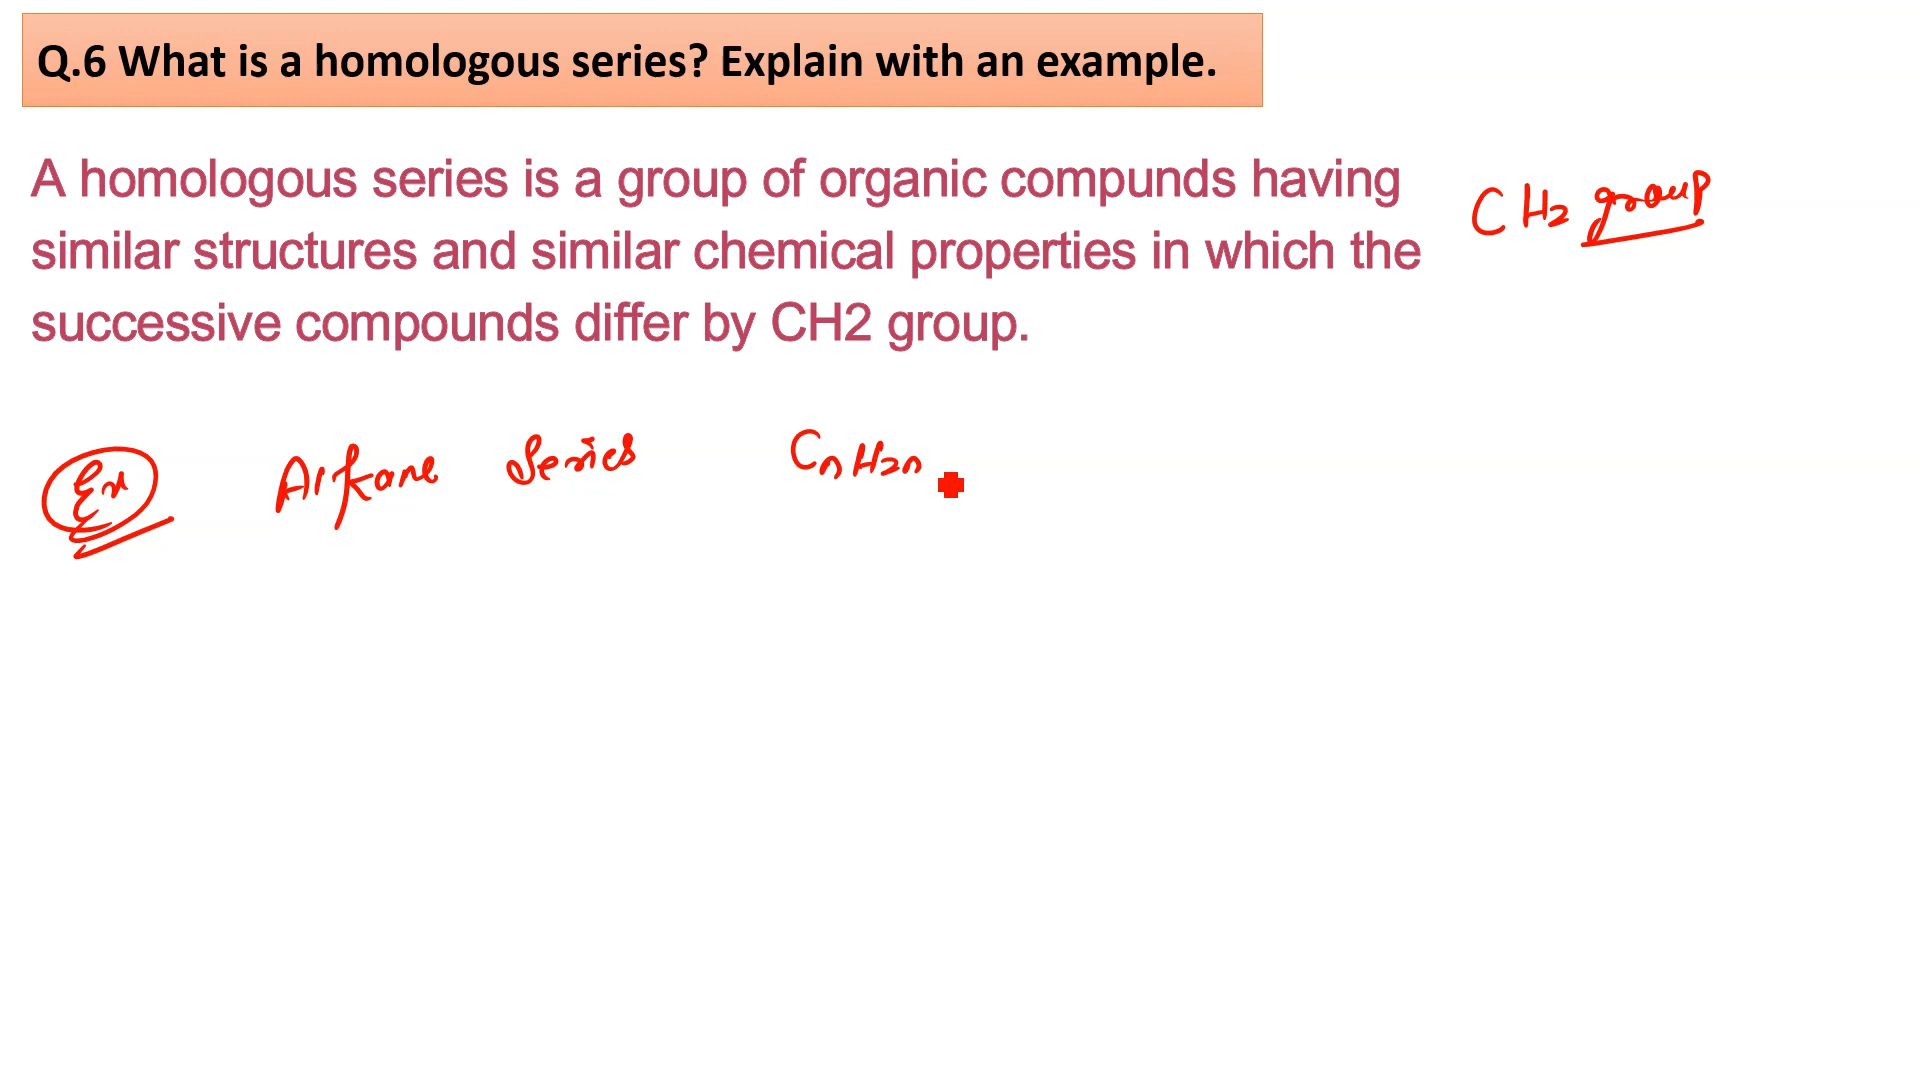 Q.6 What is a homologous series? Explain with an example.
A homologous series is a group of organic compunds having
similar structures and similar chemical properties in which the
successive compounds differ by CH2 group.
CH2 group
Ex Alkane Series CnH2n